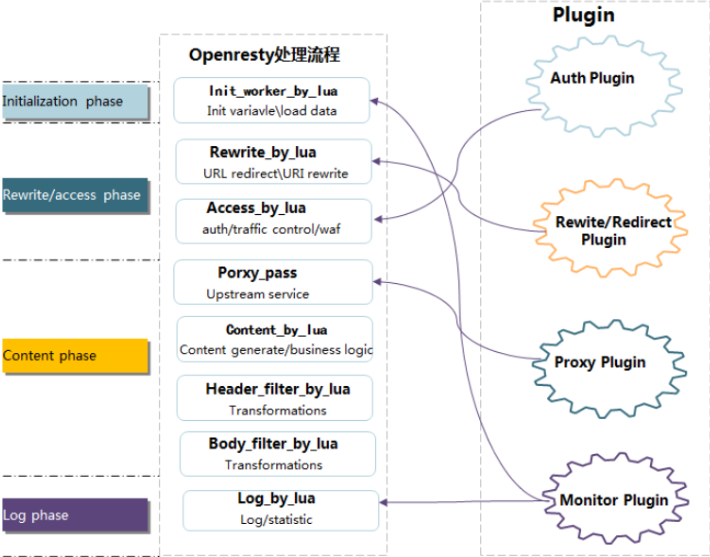 Plugin
Openresty处理流程
Initialization phase
Init_worker_by_lua
Init variavle\load data
Auth Plugin
Rewrite/access phase
Rewrite_by_lua
URL redirect\URI rewrite
Access_by_lua
auth/traffic control/waf
Rewite/Redirect
Plugin
Content phase
Porxy_pass
Upstream service
Content_by_lua
Content generate/business logic
Header_filter_by_lua
Transformations
Body_filter_by_lua
Transformations
Proxy Plugin
Log phase
Log_by_lua
Log/statistic
Monitor Plugin